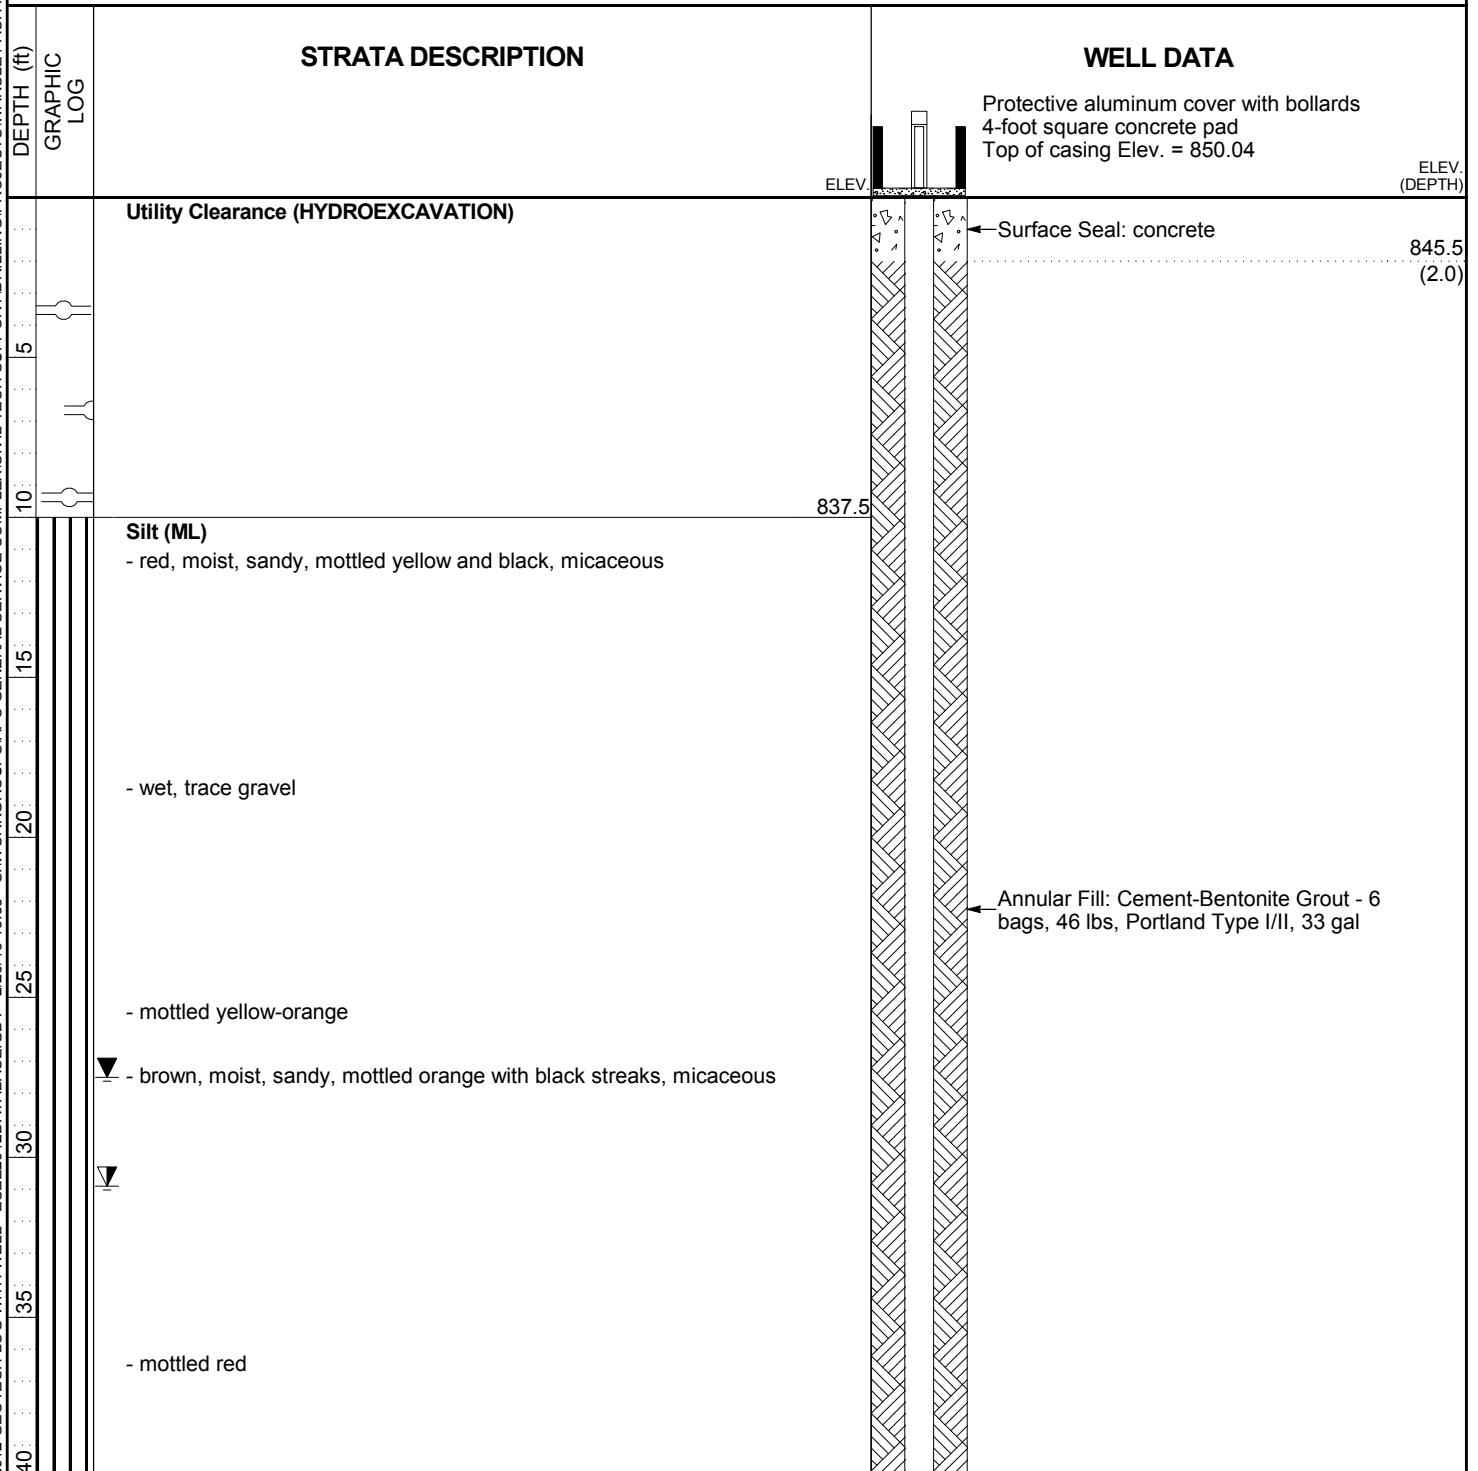 DEPTH (ft)
GRAPHIC
LOG
STRATA DESCRIPTION
ELEV.
WELL DATA
Protective aluminum cover with bollards
4-foot square concrete pad
Top of casing Elev. = 850.04
ELEV.
(DEPTH)
Utility Clearance (HYDROEXCAVATION)
Surface Seal: concrete
845.5
(2.0)
5
10
837.5
Silt (ML)
- red, moist, sandy, mottled yellow and black, micaceous
15
- wet, trace gravel
20
Annular Fill: Cement-Bentonite Grout - 6
bags, 46 lbs, Portland Type I/II, 33 gal
25
- mottled yellow-orange
- brown, moist, sandy, mottled orange with black streaks, micaceous
30
35
- mottled red
40